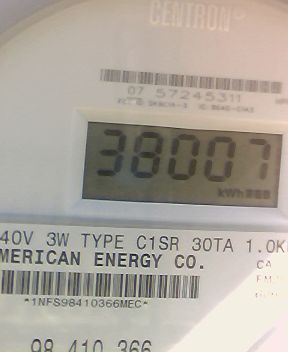 CENTRON®
07 57245311
38007
kWh
40V 3W TYPE C1SR 30TA 1.0K
MERICAN ENERGY CO.
CA
*1NFS98410366MEC*
98 410 366